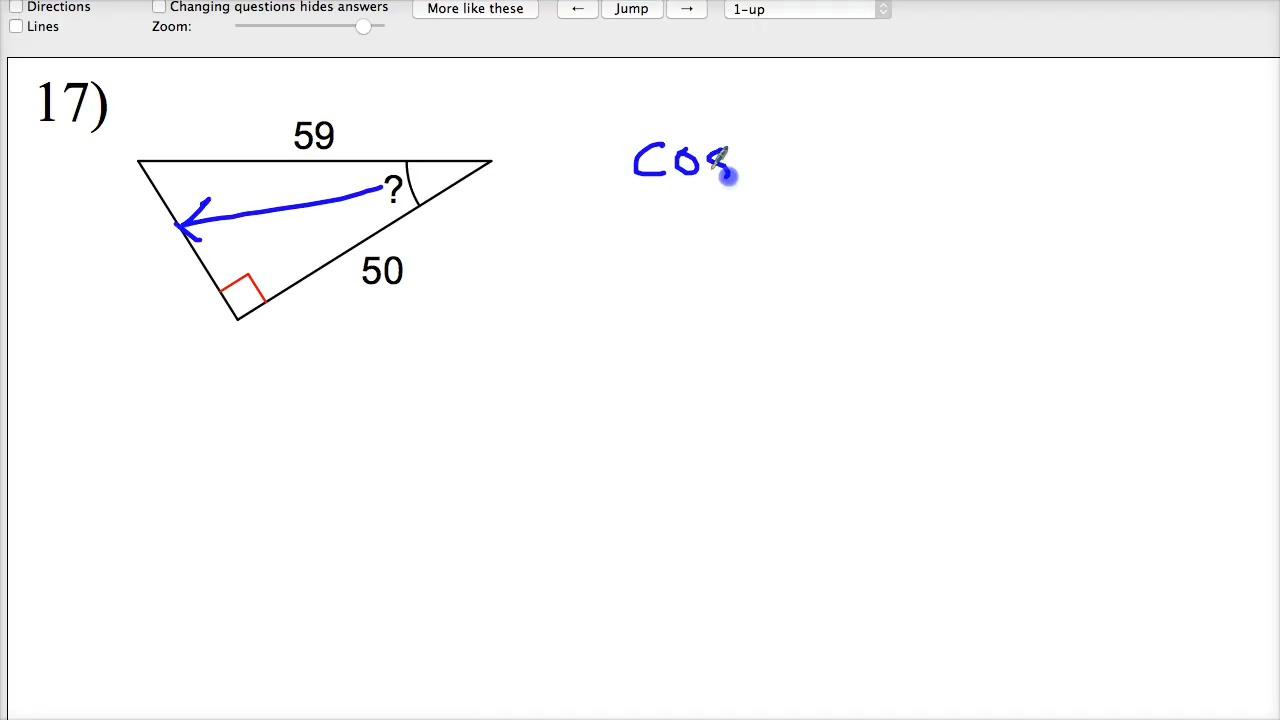 Directions
Changing questions hides answers
More like these
←
Jump
→
1-up
Lines
Zoom:
17)
59
?
50
Cos